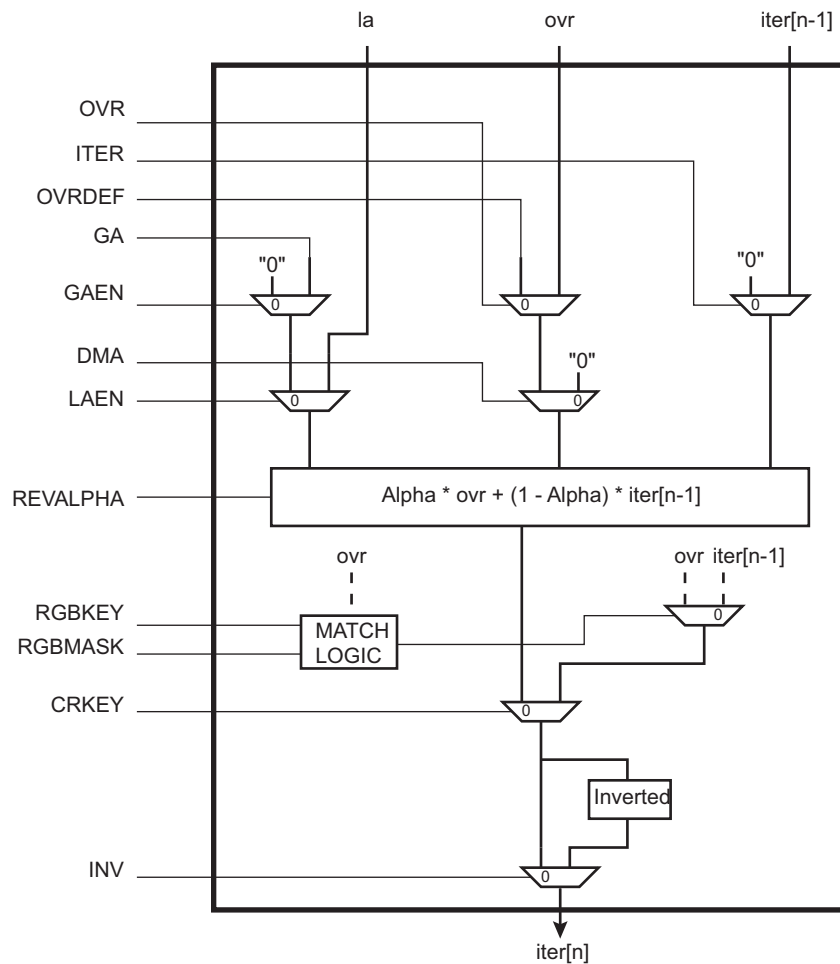 la ovr iter[n-1]
OVR
ITER
OVRDEF
GA
"0" "0"
GAEN 0 0 0
DMA "0"
LAEN 0 0
REVALPHA Alpha * ovr + (1 - Alpha) * iter[n-1]
ovr ovr iter[n-1]
RGBKEY 0
MATCH
RGBMASK LOGIC
CRKEY 0
Inverted
INV 0
iter[n]